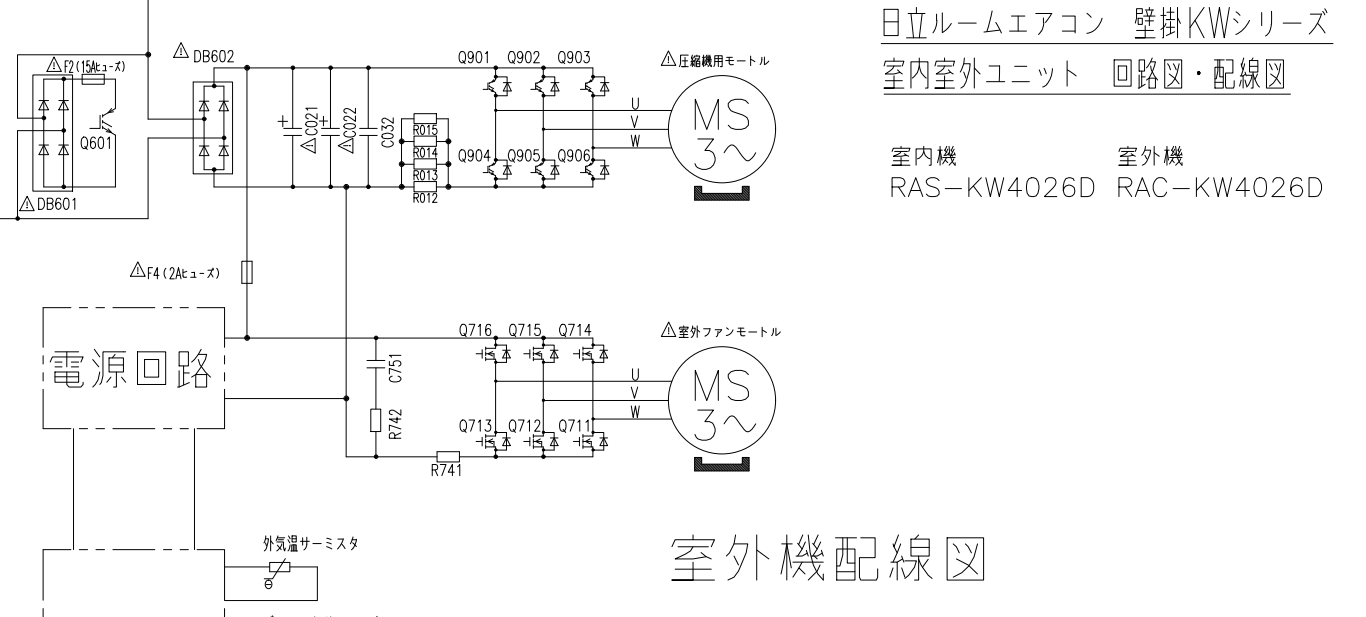 日立ルームエアコン 壁掛KWシリーズ
室内室外ユニット 回路図・配線図
室内機 室外機
RAS-KW4026D RAC-KW4026D
⚠F2(15Aヒューズ)
Q601
⚠DB601
⚠DB602
⚠C021
⚠C022
C032
R015
R014
R013
R012
Q901 Q902 Q903
Q904 Q905 Q906
⚠圧縮機用モートル
U
V
W
MS
3〜
⚠F4(2Aヒューズ)
電源回路
C751
R742
R741
Q716 Q715 Q714
Q713 Q712 Q711
⚠室外ファンモートル
U
V
W
MS
3〜
外気温サーミスタ
θ
室外機配線図